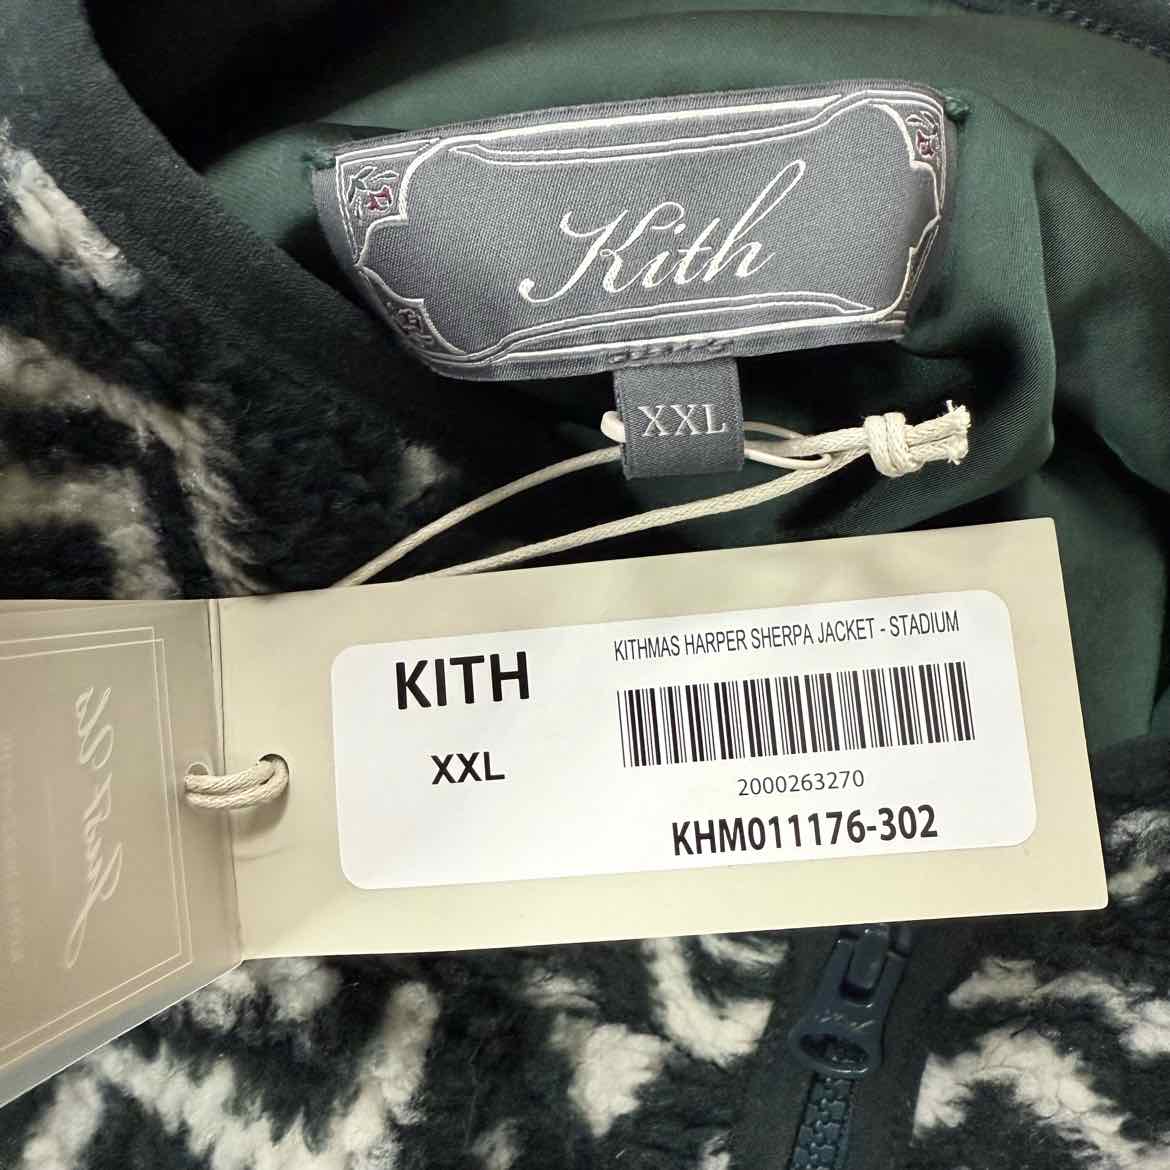 Kith
XXL
KITHMAS HARPER SHERPA JACKET - STADIUM
KITH
XXL
2000263270
KHM011176-302